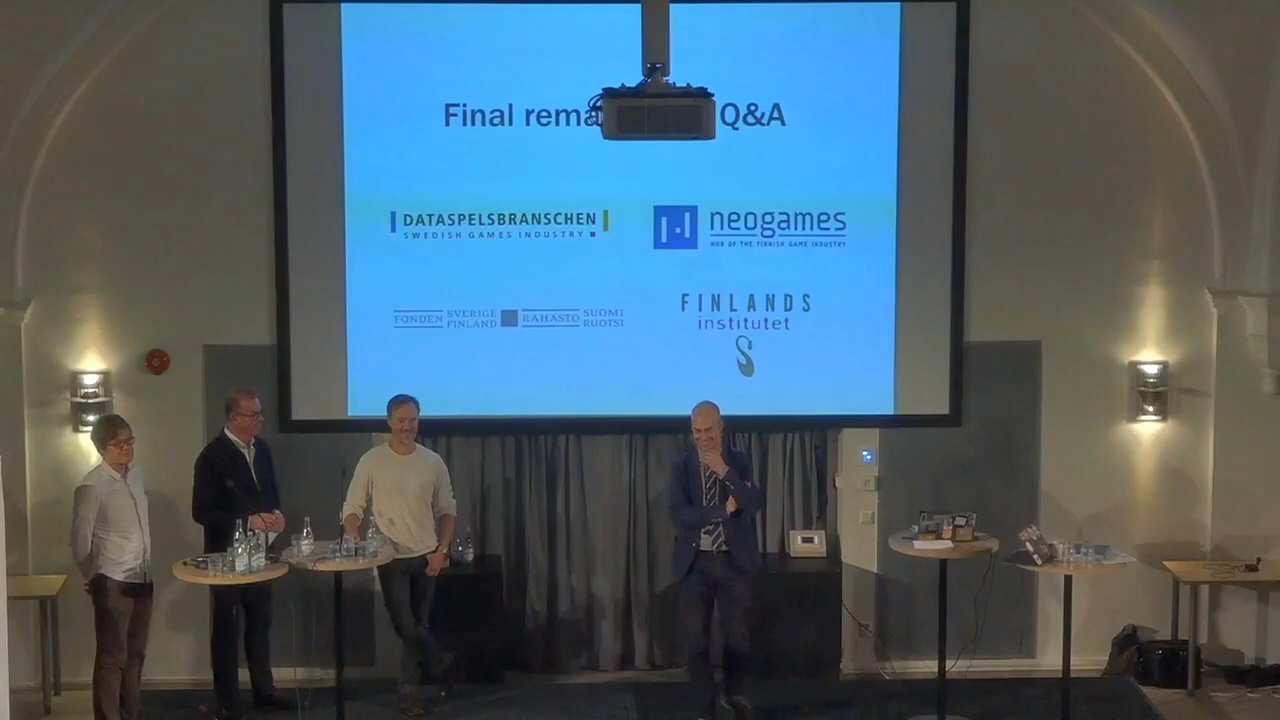 Final rema Q&A
DATASPELSBRANSCHEN
SWEDISH GAMES INDUSTRY
neogames
HUB OF THE FINNISH GAME INDUSTRY
FONDEN SVERIGE FINLAND
RAHASTO SUOMI RUOTSI
FINLANDS
institutet